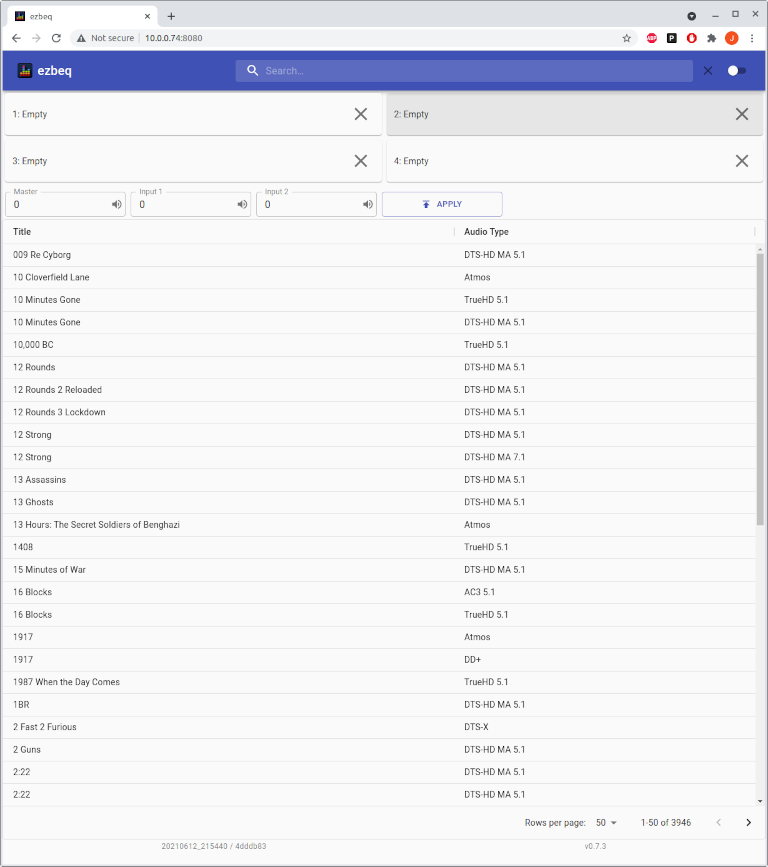 ezbeq
Not secure 10.0.0.74:8080
ABP P J
ezbeq Search...
1: Empty 2: Empty
3: Empty 4: Empty
Master Input 1 Input 2
0 0 0 APPLY
Title Audio Type
009 Re Cyborg DTS-HD MA 5.1
10 Cloverfield Lane Atmos
10 Minutes Gone TrueHD 5.1
10 Minutes Gone DTS-HD MA 5.1
10,000 BC TrueHD 5.1
12 Rounds DTS-HD MA 5.1
12 Rounds 2 Reloaded DTS-HD MA 5.1
12 Rounds 3 Lockdown DTS-HD MA 5.1
12 Strong DTS-HD MA 5.1
12 Strong DTS-HD MA 7.1
13 Assassins DTS-HD MA 5.1
13 Ghosts DTS-HD MA 5.1
13 Hours: The Secret Soldiers of Benghazi Atmos
1408 TrueHD 5.1
15 Minutes of War DTS-HD MA 5.1
16 Blocks AC3 5.1
16 Blocks TrueHD 5.1
1917 Atmos
1917 DD+
1987 When the Day Comes TrueHD 5.1
1BR DTS-HD MA 5.1
2 Fast 2 Furious DTS-X
2 Guns DTS-HD MA 5.1
2:22 DTS-HD MA 5.1
2:22 DTS-HD MA 5.1
Rows per page: 50 1-50 of 3946
20210612_215440 / 4dddb83 v0.7.3